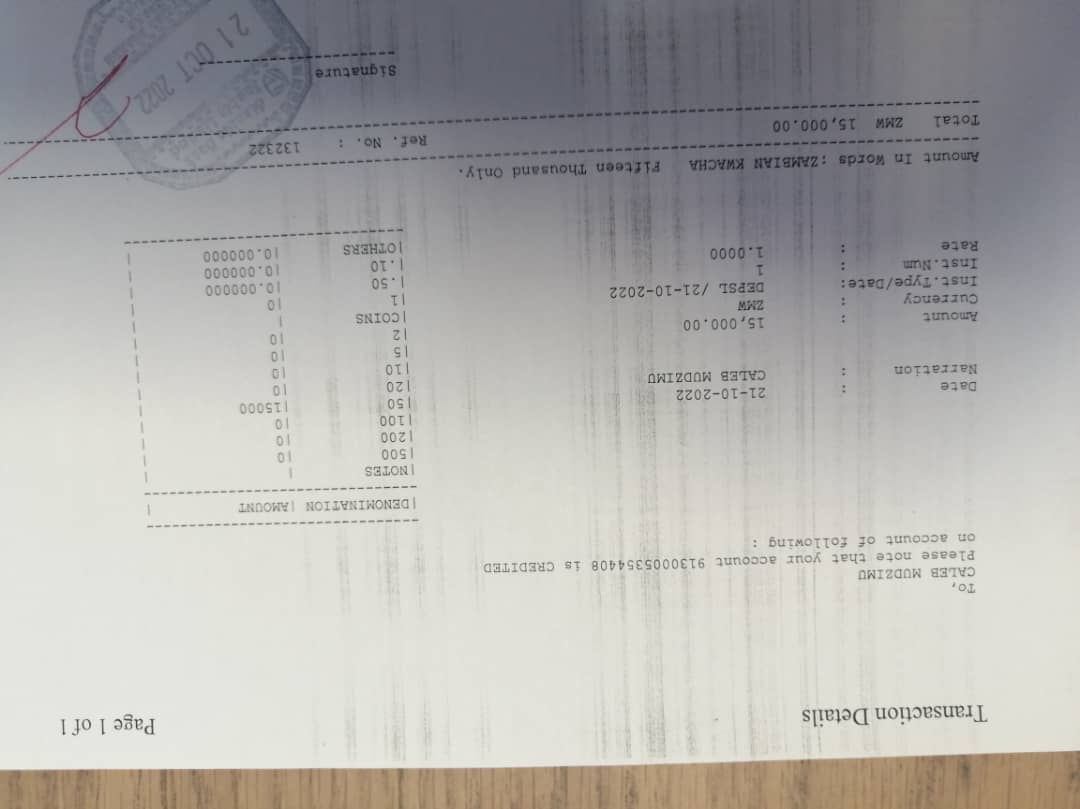 Transaction Details Page 1 of 1
To,
CALEB MUDZIMU
Please note that your account 9130005354408 is CREDITED
on account of following :
|DENOMINATION |AMOUNT |
|NOTES | |
|500 |0 |
|200 |0 |
|100 |0 |
|50 |15000 |
|20 |0 |
|10 |0 |
|5 |0 |
|2 |0 |
|COINS | |
|1 |0 |
|.50 |0.000000 |
|.10 |0.000000 |
|OTHERS |0.000000 |
Date : 21-10-2022
Narration : CALEB MUDZIMU
Amount : 15,000.00
Currency : ZMW
Inst.Type/Date: DEPSL /21-10-2022
Inst.Num : 1
Rate : 1.0000
Amount In Words :ZAMBIAN KWACHA Fifteen Thousand Only.
Total ZMW 15,000.00 Ref. No. : 132322
Signature
21 OCT 2022